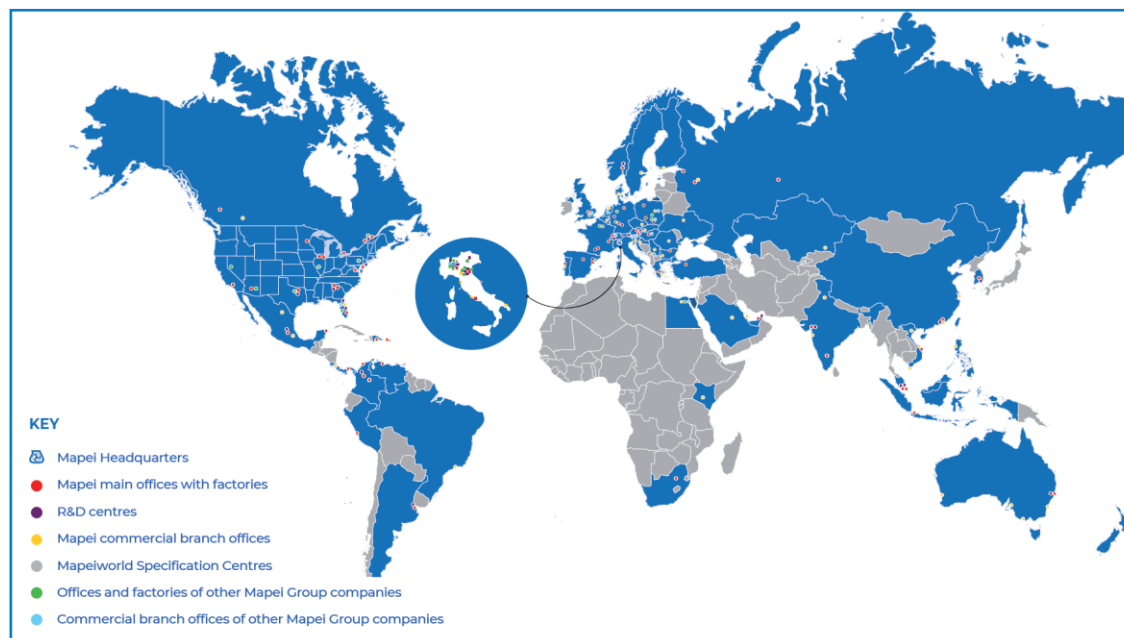 KEY
Mapei Headquarters
Mapei main offices with factories
R&D centres
Mapei commercial branch offices
Mapeiworld Specification Centres
Offices and factories of other Mapei Group companies
Commercial branch offices of other Mapei Group companies